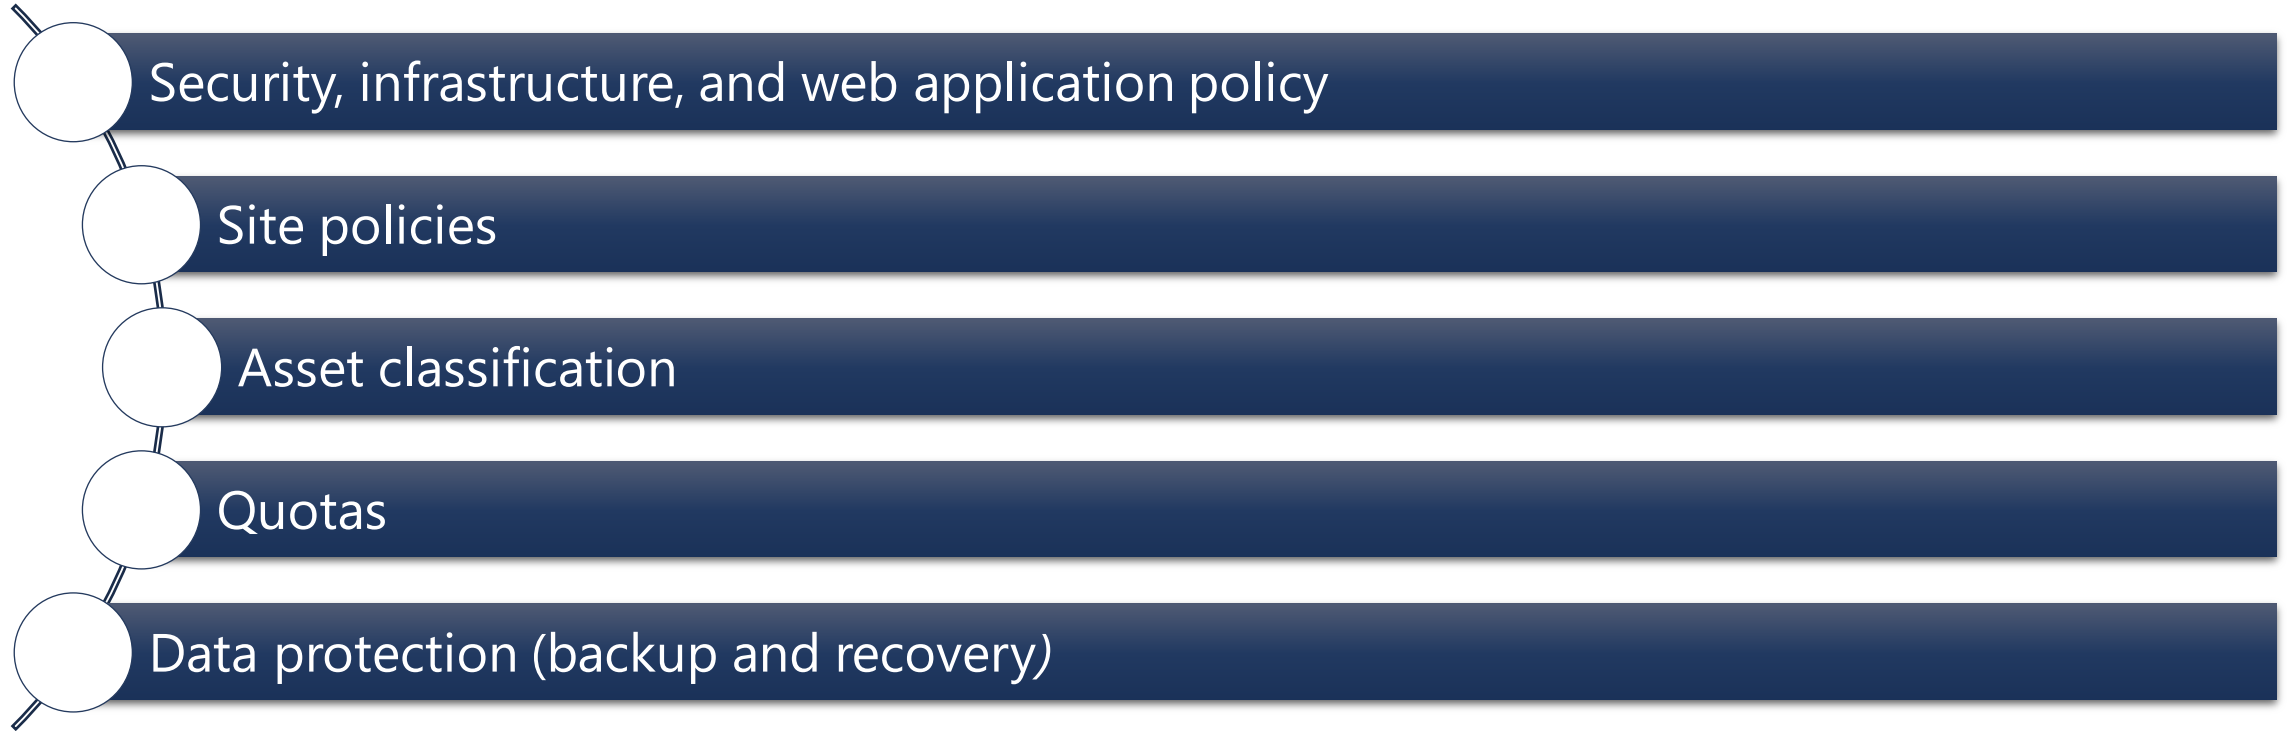 Security, infrastructure, and web application policy
Site policies
Asset classification
Quotas
Data protection (backup and recovery)